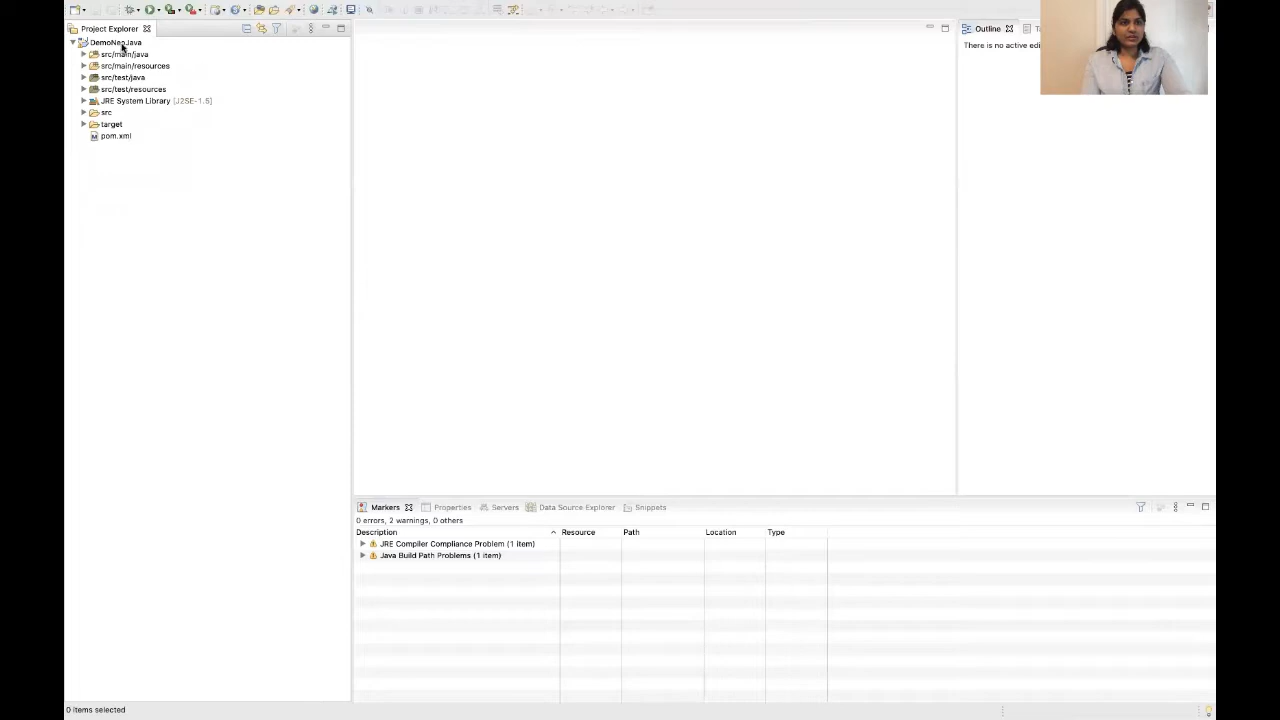 Project Explorer
Outline
DemoNeoJava
There is no active edi
src/main/java
src/main/resources
src/test/java
src/test/resources
JRE System Library [J2SE-1.5]
src
target
pom.xml
Markers
Properties
Servers
Data Source Explorer
Snippets
0 errors, 2 warnings, 0 others
Description
Resource
Path
Location
Type
JRE Compiler Compliance Problem (1 item)
Java Build Path Problems (1 item)
0 items selected